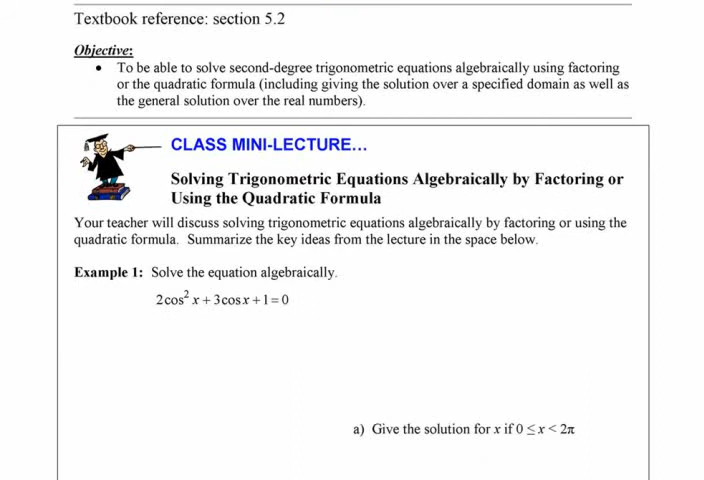 Textbook reference: section 5.2
Objective:
• To be able to solve second-degree trigonometric equations algebraically using factoring
or the quadratic formula (including giving the solution over a specified domain as well as
the general solution over the real numbers).
CLASS MINI-LECTURE…
Solving Trigonometric Equations Algebraically by Factoring or
Using the Quadratic Formula
Your teacher will discuss solving trigonometric equations algebraically by factoring or using the
quadratic formula. Summarize the key ideas from the lecture in the space below.
Example 1: Solve the equation algebraically.
2cos² x + 3cosx + 1 = 0
a) Give the solution for x if 0 ≤ x < 2π